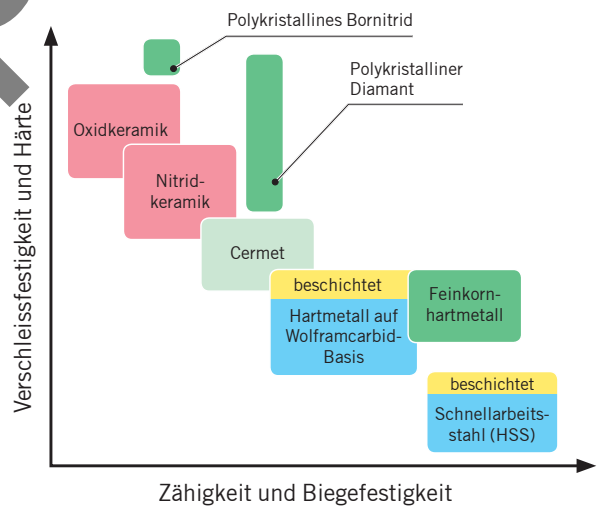 Polykristallines Bornitrid
Polykristalliner
Diamant
Verschleissfestigkeit und Härte
Oxidkeramik
Nitrid-
keramik
Cermet
beschichtet
Hartmetall auf
Wolframcarbid-
Basis
Feinkorn-
hartmetall
beschichtet
Schnellarbeits-
stahl (HSS)
Zähigkeit und Biegefestigkeit